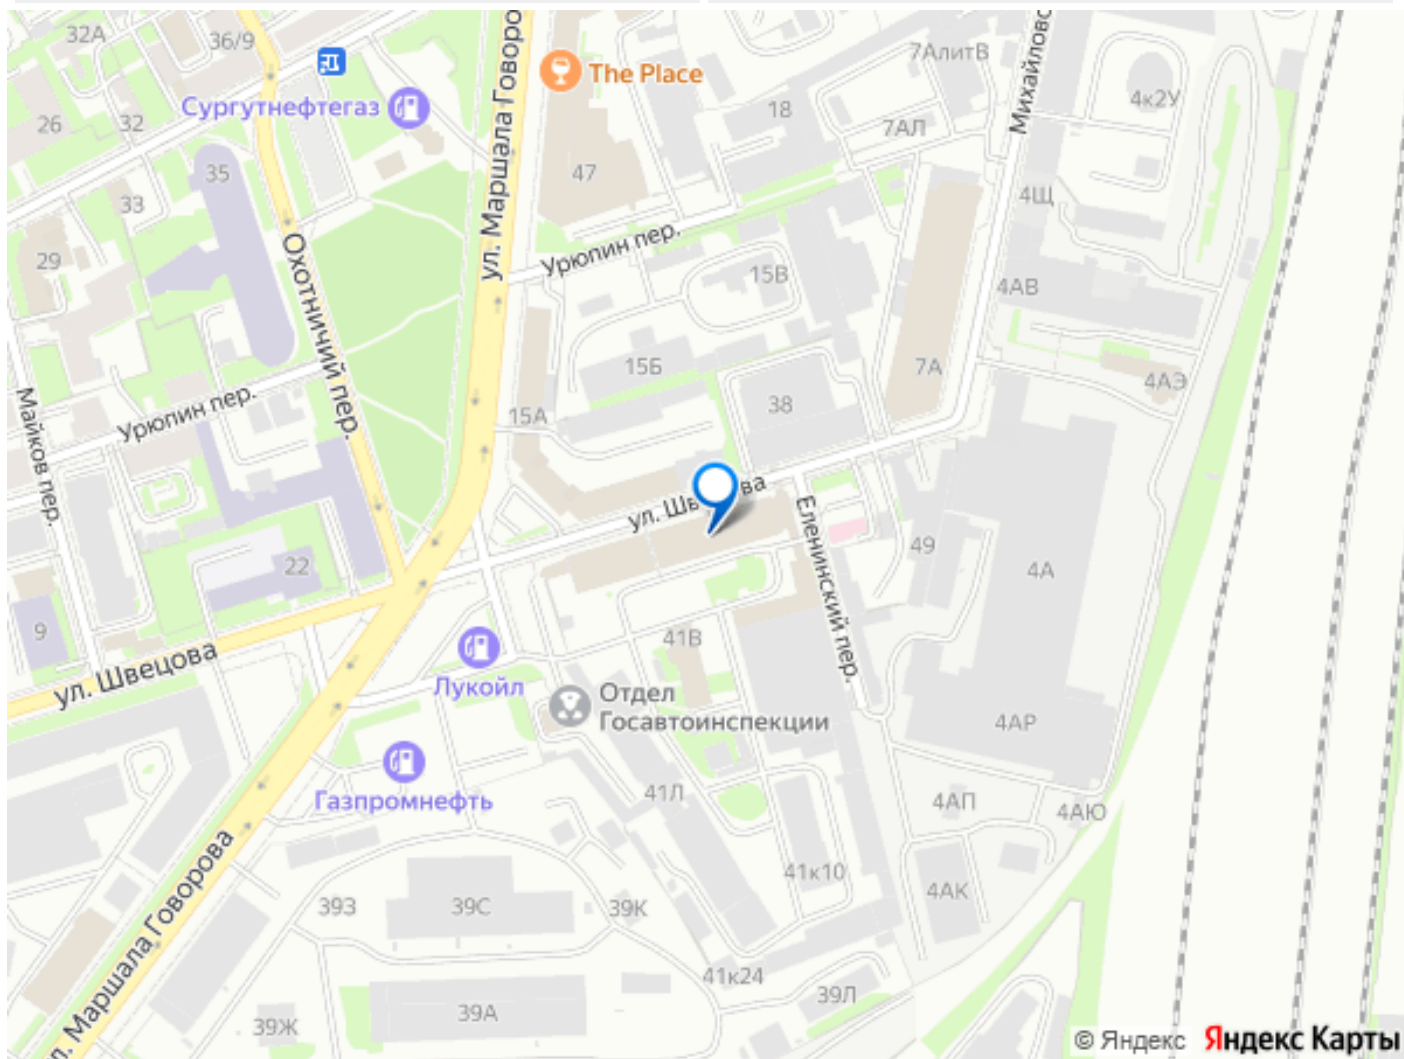 32А
36/9
ул. Маршала Говоро
The Place
7АлитВ
Михайловс
4к2У
Сургутнефтегаз
26
32
18
7АЛ
35
47
33
4Щ
29
Охотничий пер.
Урюпин пер.
15В
4АВ
15Б
7А
4АЭ
Майков пер.
Урюпин пер.
15А
38
ул. Шв
ва
Еленинский пер.
22
49
4А
9
ул. Швецова
41В
Лукойл
Отдел
Госавтоинспекции
4АР
Газпромнефть
41Л
4АП
4АЮ
41к10
4АК
ул. Маршала Говорова
39З
39С
39К
41к24
39Л
39Ж
39А
© Яндекс Яндекс Карты